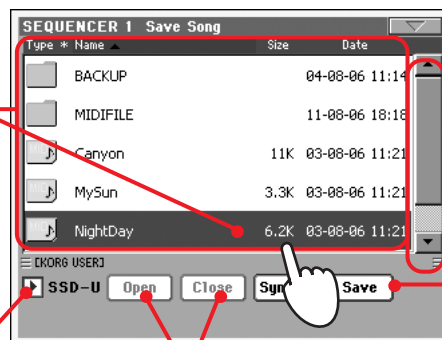 SEQUENCER 1 Save Song
Type * Name Size Date
BACKUP 04-08-06 11:14
MIDIFILE 11-08-06 18:18
Canyon 11K 03-08-06 11:21
MySun 3.3K 03-08-06 11:21
NightDay 6.2K 03-08-06 11:21
[KORG USER]
SSD-U Open Close Save